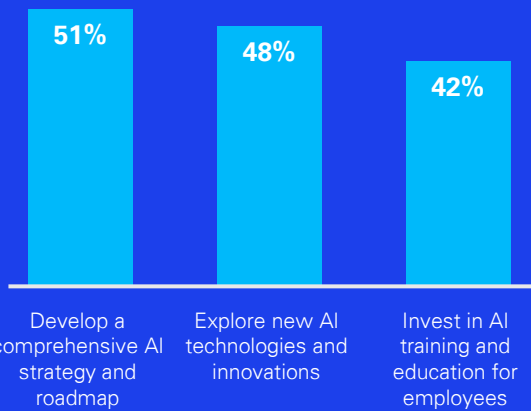 51%
48%
42%
Develop a
comprehensive AI
strategy and
roadmap
Explore new AI
technologies and
innovations
Invest in AI
training and
education for
employees